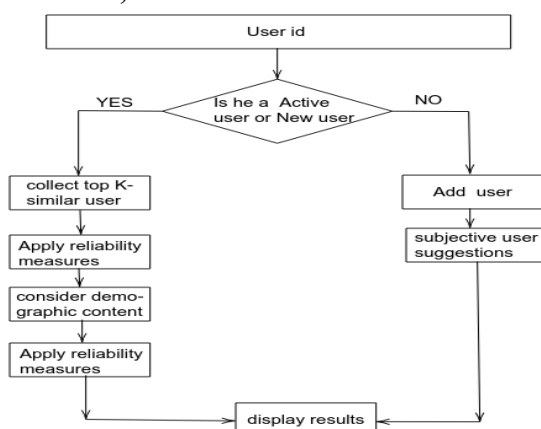 User id
Is he a Active
user or New user
YES
NO
collect top K-
similar user
Add user
Apply reliability
measures
subjective user
suggestions
consider demo-
graphic content
Apply reliability
measures
display results